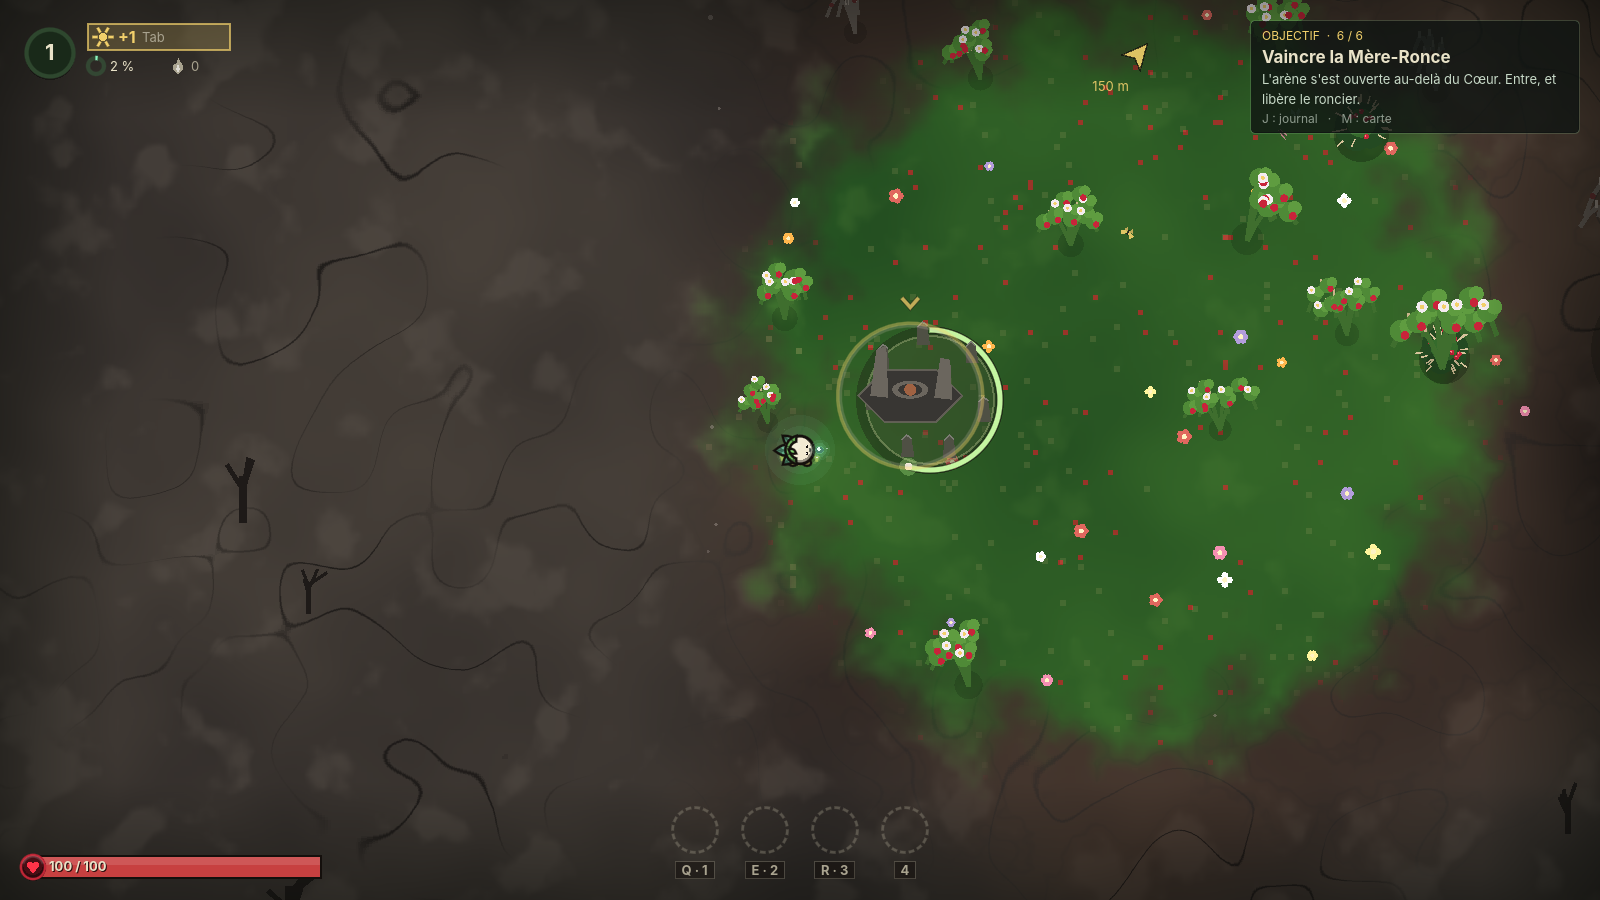 1
+1 Tab
2 %
0
150 m
OBJECTIF · 6 / 6
Vaincre la Mère-Ronce
L'arène s'est ouverte au-delà du Cœur. Entre, et
libère le roncier.
J : journal · M : carte
100 / 100
Q · 1
E · 2
R · 3
4